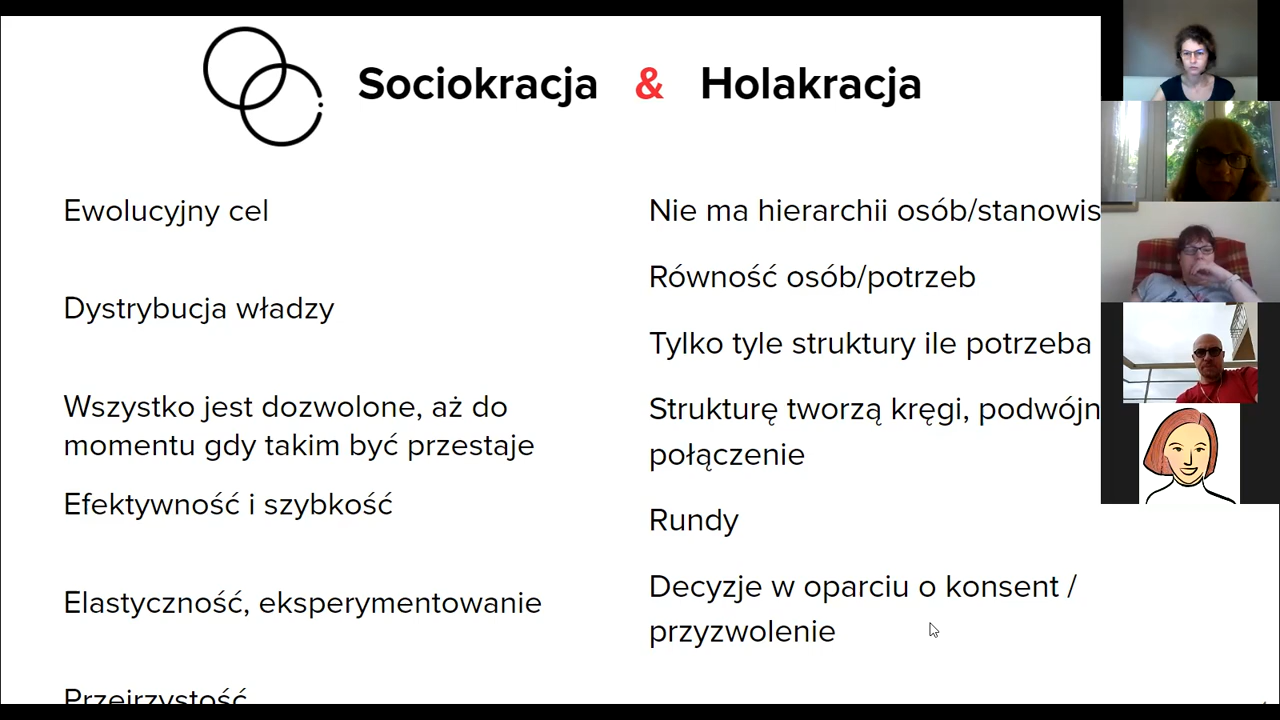 Sociokracja & Holakracja
Ewolucyjny cel
Dystrybucja władzy
Wszystko jest dozwolone, aż do
momentu gdy takim być przestaje
Efektywność i szybkość
Elastyczność, eksperymentowanie
Przejrzystość
Nie ma hierarchii osób/stanowis
Równość osób/potrzeb
Tylko tyle struktury ile potrzeba
Strukturę tworzą kręgi, podwójn
połączenie
Rundy
Decyzje w oparciu o konsent /
przyzwolenie